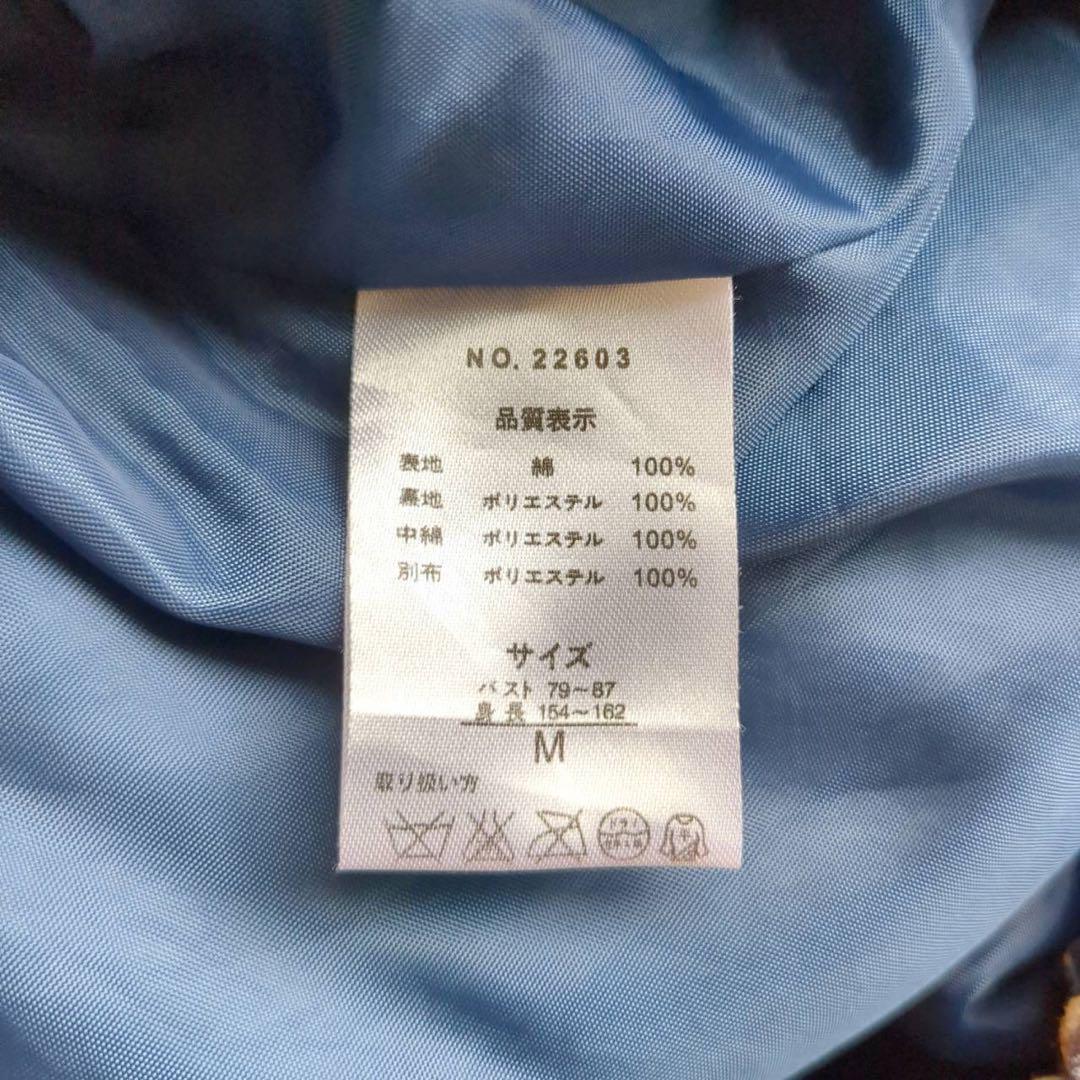 NO. 22603
品質表示
表地 綿 100%
裏地 ポリエステル 100%
中綿 ポリエステル 100%
別布 ポリエステル 100%
サイズ
バスト 79～87
身長 154～162
M
取り扱い方